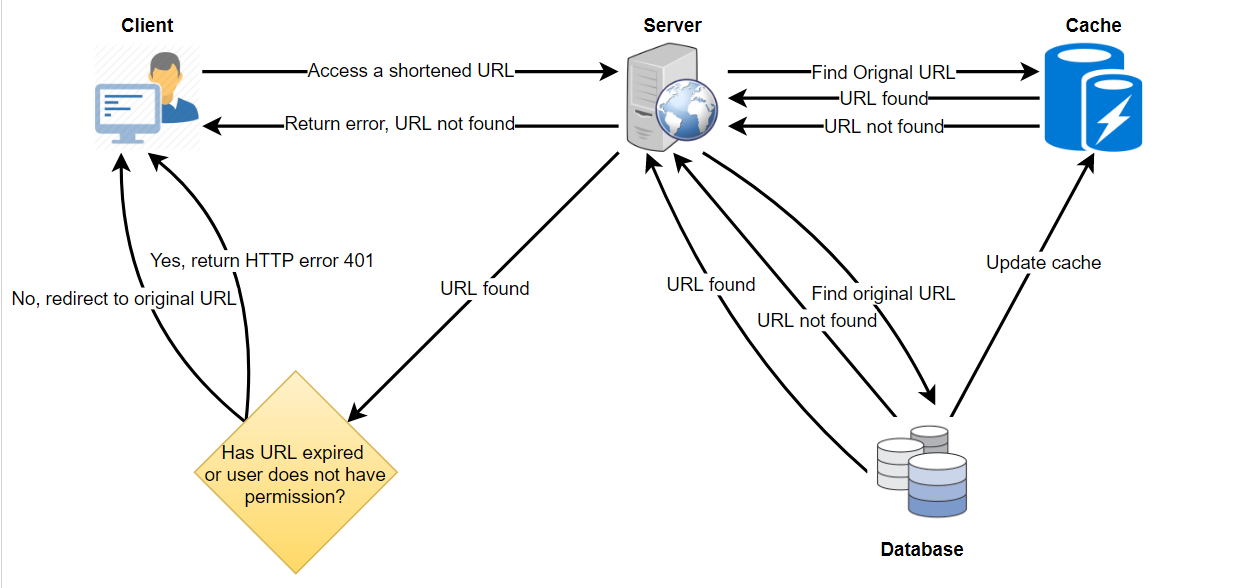 Client
Server
Cache
Access a shortened URL
Find Orignal URL
URL found
Return error, URL not found
URL not found
Yes, return HTTP error 401
Update cache
No, redirect to original URL
URL found
URL found
Find original URL
URL not found
Has URL expired
or user does not have
permission?
Database